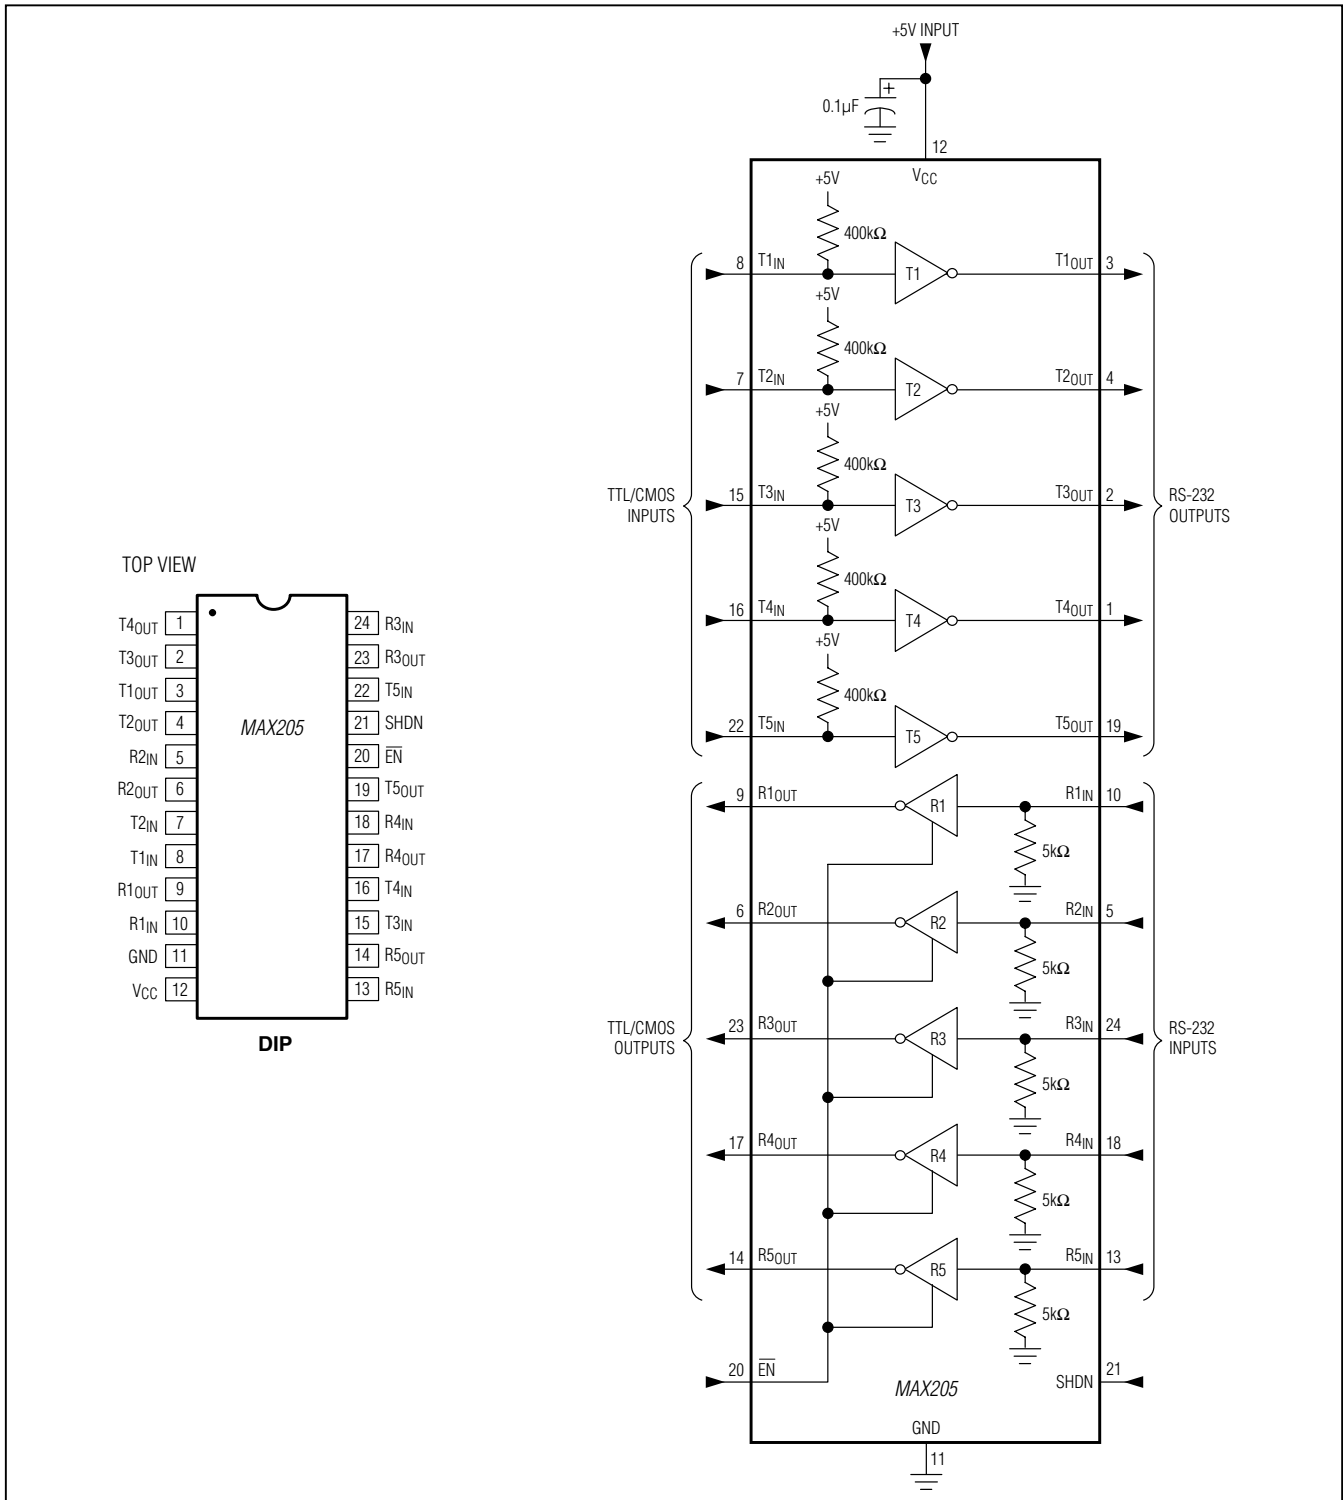 TOP VIEW
T4OUT 1
T3OUT 2
T1OUT 3
T2OUT 4
R2IN 5
R2OUT 6
T2IN 7
T1IN 8
R1OUT 9
R1IN 10
GND 11
VCC 12
MAX205
24 R3IN
23 R3OUT
22 T5IN
21 SHDN
20 E̅N̅
19 T5OUT
18 R4IN
17 R4OUT
16 T4IN
15 T3IN
14 R5OUT
13 R5IN
DIP
+5V INPUT
0.1µF
+
12
VCC
+5V
400kΩ
8 T1IN T1 T1OUT 3
+5V
400kΩ
7 T2IN T2 T2OUT 4
+5V
400kΩ
15 T3IN T3 T3OUT 2
TTL/CMOS
INPUTS
RS-232
OUTPUTS
+5V
400kΩ
16 T4IN T4 T4OUT 1
+5V
400kΩ
22 T5IN T5 T5OUT 19
9 R1OUT R1 R1IN 10
5kΩ
6 R2OUT R2 R2IN 5
5kΩ
23 R3OUT R3 R3IN 24
TTL/CMOS
OUTPUTS
RS-232
INPUTS
5kΩ
17 R4OUT R4 R4IN 18
5kΩ
14 R5OUT R5 R5IN 13
5kΩ
20 E̅N̅
MAX205
SHDN 21
GND
11